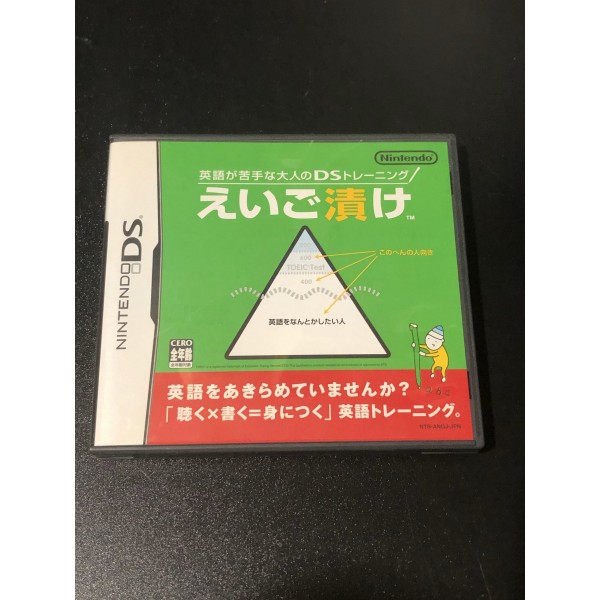 Nintendo
英語が苦手な大人のDSトレーニング
えいご漬け
TM
NINTENDO DS
TM
このへんの人向き
600
TOEIC Test
400
英語をなんとかしたい人
CERO
全年齢
英語をあきらめていませんか?
「聴く×書く=身につく」英語トレーニング。